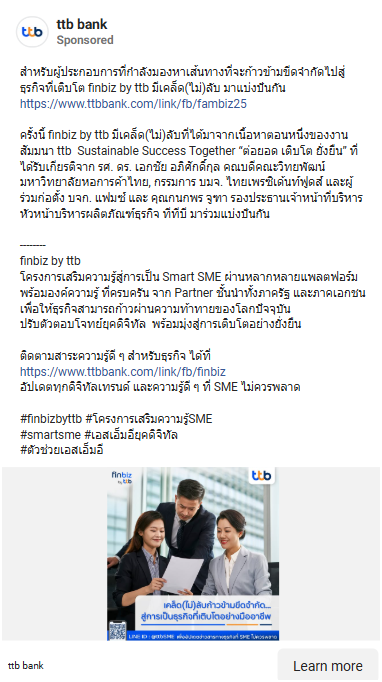 ttb bank
Sponsored
สำหรับผู้ประกอบการที่กำลังมองหาเส้นทางที่จะก้าวข้ามขีดจำกัดไปสู่
ธุรกิจที่เติบโต finbiz by ttb มีเคล็ด(ไม่)ลับ มาแบ่งปันกัน
https://www.ttbbank.com/link/fb/fambiz25
ครั้งนี้ finbiz by ttb มีเคล็ด(ไม่)ลับที่ได้มาจากเนื้อหาตอนหนึ่งของงาน
สัมมนา ttb Sustainable Success Together “ต่อยอด เติบโต ยั่งยืน” ที่
ได้รับเกียรติจาก รศ. ดร. เอกชัย อภิศักดิ์กุล คณบดีคณะวิทยพัฒน์
มหาวิทยาลัยหอการค้าไทย, กรรมการ บมจ. ไทยเพรซิเด้นท์ฟูดส์ และผู้
ร่วมก่อตั้ง บจก. แฟมซ์ และ คุณกนกพร จูฑา รองประธานเจ้าหน้าที่บริหาร
หัวหน้าบริหารผลิตภัณฑ์ธุรกิจ ทีทีบี มาร่วมแบ่งปันกัน
--------
finbiz by ttb
โครงการเสริมความรู้สู่การเป็น Smart SME ผ่านหลากหลายแพลตฟอร์ม
พร้อมองค์ความรู้ ที่ครบครัน จาก Partner ชั้นนำทั้งภาครัฐ และภาคเอกชน
เพื่อให้ธุรกิจสามารถก้าวผ่านความท้าทายของโลกปัจจุบัน
ปรับตัวตอบโจทย์ยุคดิจิทัล พร้อมมุ่งสู่การเติบโตอย่างยั่งยืน
ติดตามสาระความรู้ดี ๆ สำหรับธุรกิจ ได้ที่
https://www.ttbbank.com/link/fb/finbiz
อัปเดตทุกดิจิทัลเทรนด์ และความรู้ดี ๆ ที่ SME ไม่ควรพลาด
#finbizbyttb #โครงการเสริมความรู้SME
#smartsme #เอสเอ็มอียุคดิจิทัล
#ตัวช่วยเอสเอ็มอี
finbiz
by ttb
ttb
เคล็ด(ไม่)ลับก้าวข้ามขีดจำกัด...
สู่การเป็นธุรกิจที่เติบโตอย่างมืออาชีพ
LINE ID : @ttbSME เพื่ออัปเดตข่าวสารทางธุรกิจที่ SME ไม่ควรพลาด
ttb bank
Learn more